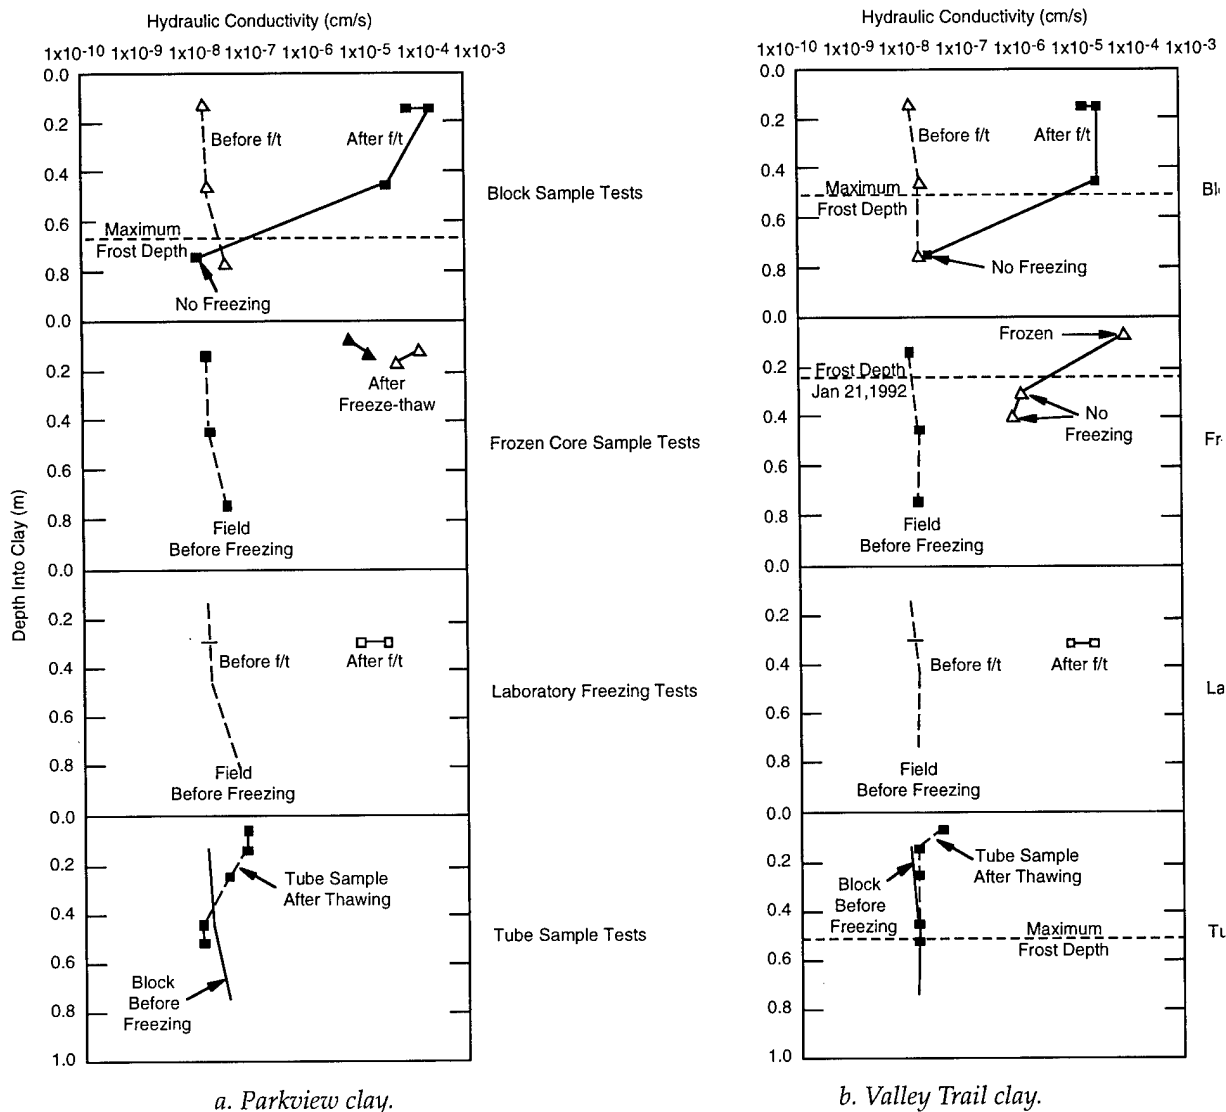 Hydraulic Conductivity (cm/s)
1x10-10 1x10-9 1x10-8 1x10-7 1x10-6 1x10-5 1x10-4 1x10-3
0.0
0.2
0.4
0.6
0.8
Before f/t
After f/t
Maximum
Frost Depth
No Freezing
Block Sample Tests
0.0
0.2
0.4
0.6
0.8
After
Freeze-thaw
Field
Before Freezing
Frozen Core Sample Tests
Depth Into Clay (m)
0.0
0.2
0.4
0.6
0.8
Before f/t
After f/t
Field
Before Freezing
Laboratory Freezing Tests
0.0
0.2
0.4
0.6
0.8
1.0
Tube Sample
After Thawing
Block
Before
Freezing
Tube Sample Tests
a. Parkview clay.
Hydraulic Conductivity (cm/s)
1x10-10 1x10-9 1x10-8 1x10-7 1x10-6 1x10-5 1x10-4 1x10-3
0.0
0.2
0.4
0.6
0.8
Before f/t
After f/t
Maximum
Frost Depth
No Freezing
0.0
0.2
0.4
0.6
0.8
Frozen
Frost Depth
Jan 21,1992
No
Freezing
Field
Before Freezing
Fr
0.0
0.2
0.4
0.6
0.8
Before f/t
After f/t
Field
Before Freezing
La
0.0
0.2
0.4
0.6
0.8
1.0
Tube Sample
After Thawing
Block
Before
Freezing
Maximum
Frost Depth
b. Valley Trail clay.